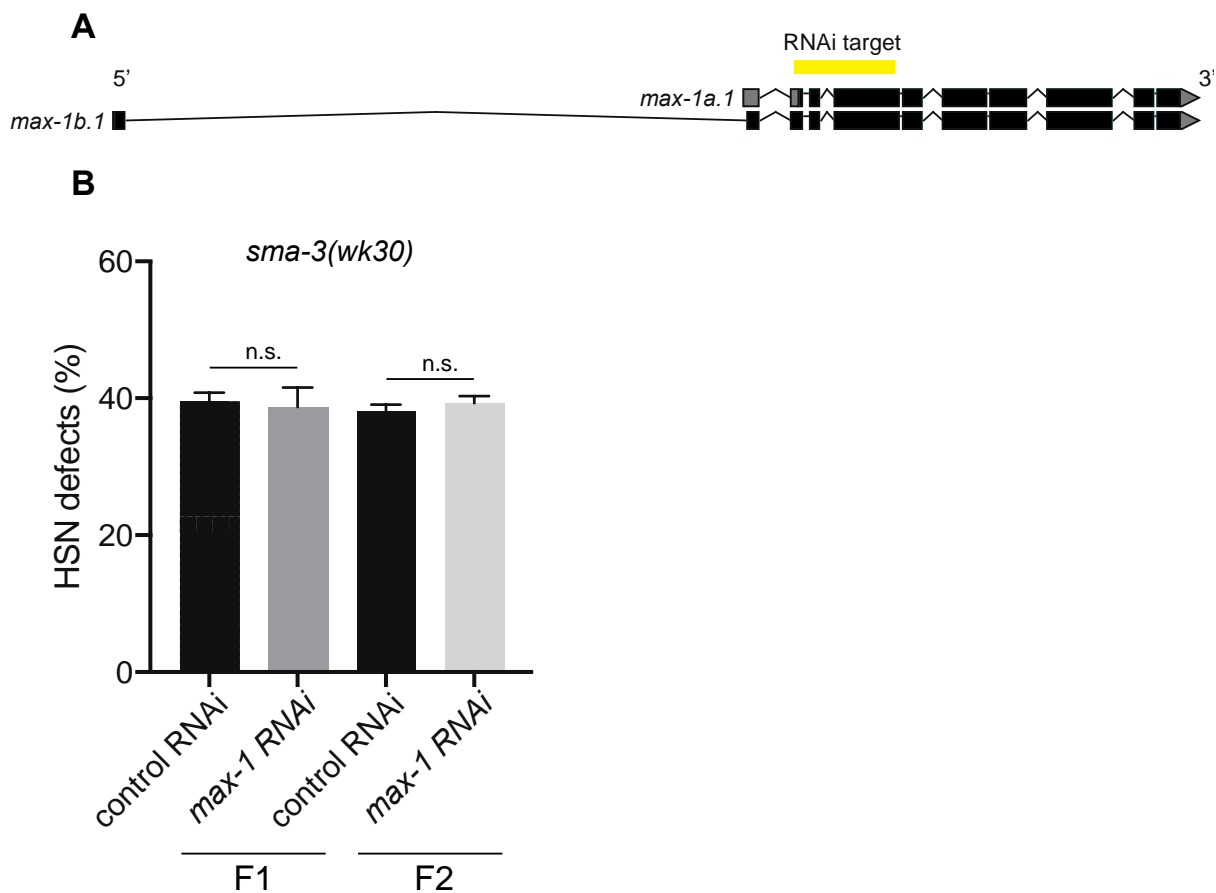 A
RNAi target
5’
3’
max-1a.1
max-1b.1
B
sma-3(wk30)
HSN defects (%)
60
40
20
0
n.s.
n.s.
control RNAi
max-1 RNAi
control RNAi
max-1 RNAi
F1
F2